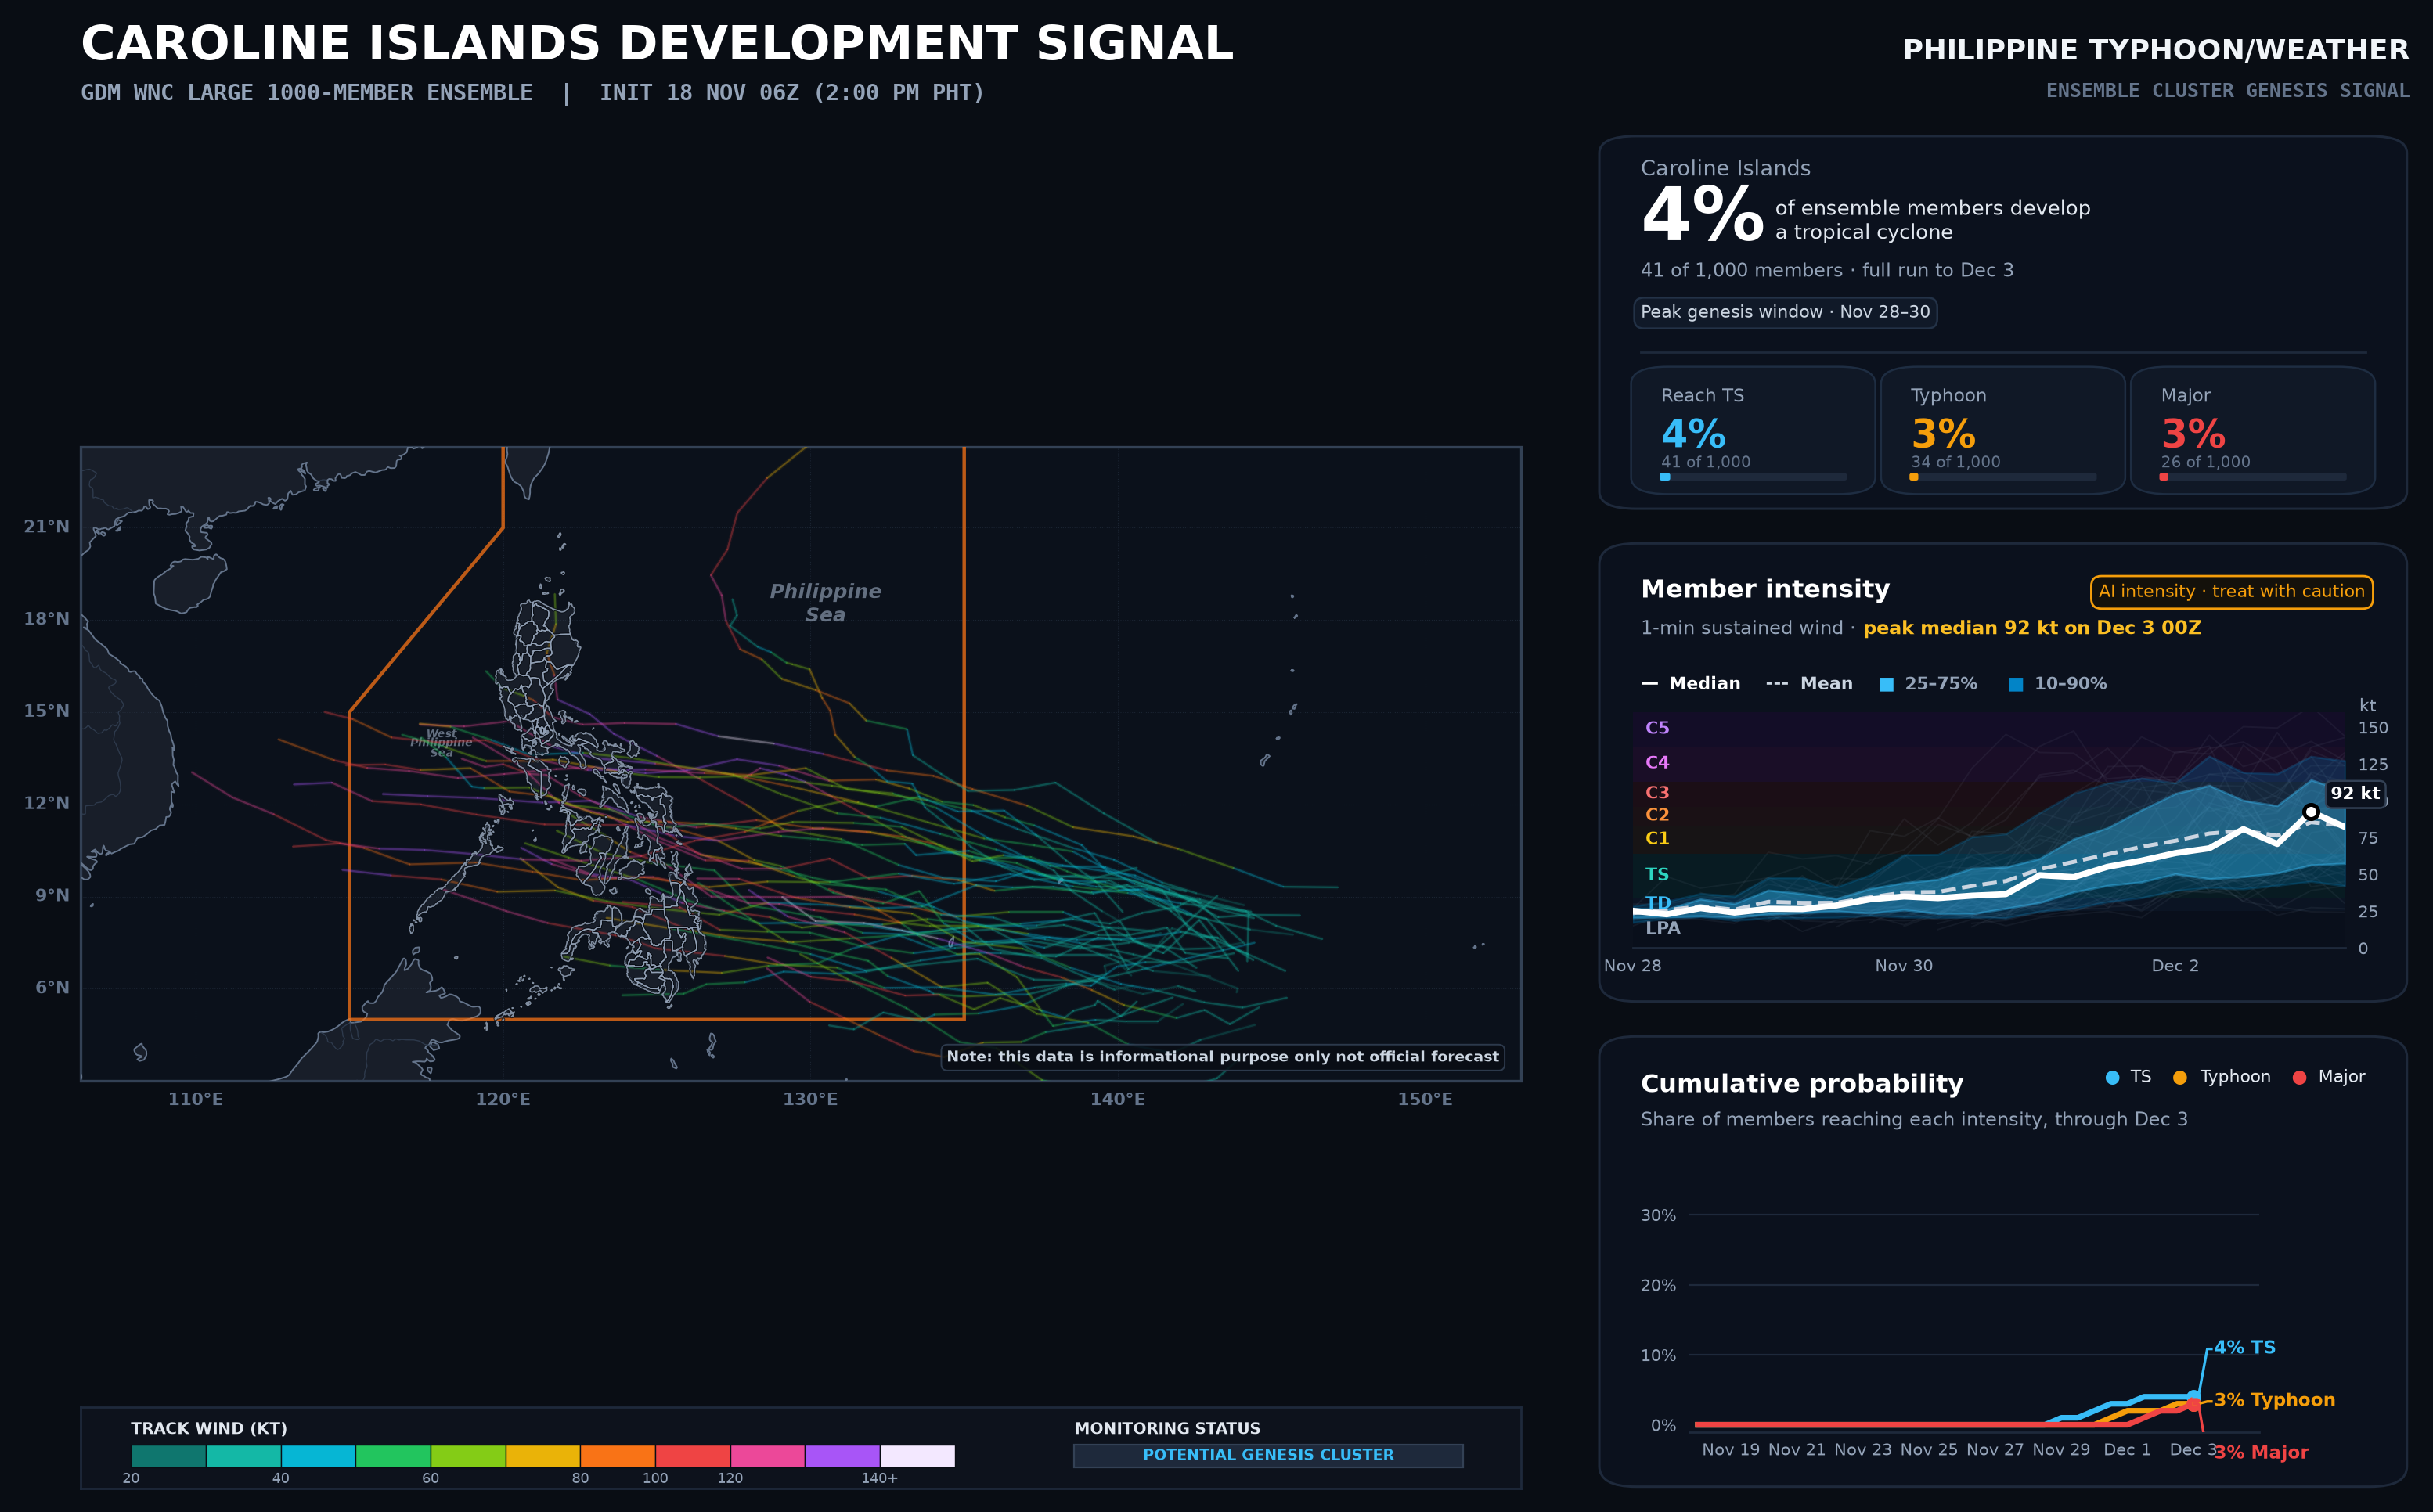 CAROLINE ISLANDS DEVELOPMENT SIGNAL
GDM WNC LARGE 1000-MEMBER ENSEMBLE | INIT 18 NOV 06Z (2:00 PM PHT)
PHILIPPINE TYPHOON/WEATHER
ENSEMBLE CLUSTER GENESIS SIGNAL
21°N
18°N
15°N
12°N
9°N
6°N
110°E
120°E
130°E
140°E
150°E
Philippine
Sea
West
Philippine
Sea
Note: this data is informational purpose only not official forecast
TRACK WIND (KT)
20
40
60
80
100
120
140+
MONITORING STATUS
POTENTIAL GENESIS CLUSTER
Caroline Islands
4%
of ensemble members develop
a tropical cyclone
41 of 1,000 members · full run to Dec 3
Peak genesis window · Nov 28–30
Reach TS
4%
41 of 1,000
Typhoon
3%
34 of 1,000
Major
3%
26 of 1,000
Member intensity
AI intensity · treat with caution
1-min sustained wind · peak median 92 kt on Dec 3 00Z
Median
Mean
25–75%
10–90%
kt
C5
C4
C3
C2
C1
TS
TD
LPA
150
125
92 kt
75
50
25
0
Nov 28
Nov 30
Dec 2
Cumulative probability
TS
Typhoon
Major
Share of members reaching each intensity, through Dec 3
30%
20%
10%
0%
4% TS
3% Typhoon
3% Major
Nov 19
Nov 21
Nov 23
Nov 25
Nov 27
Nov 29
Dec 1
Dec 3